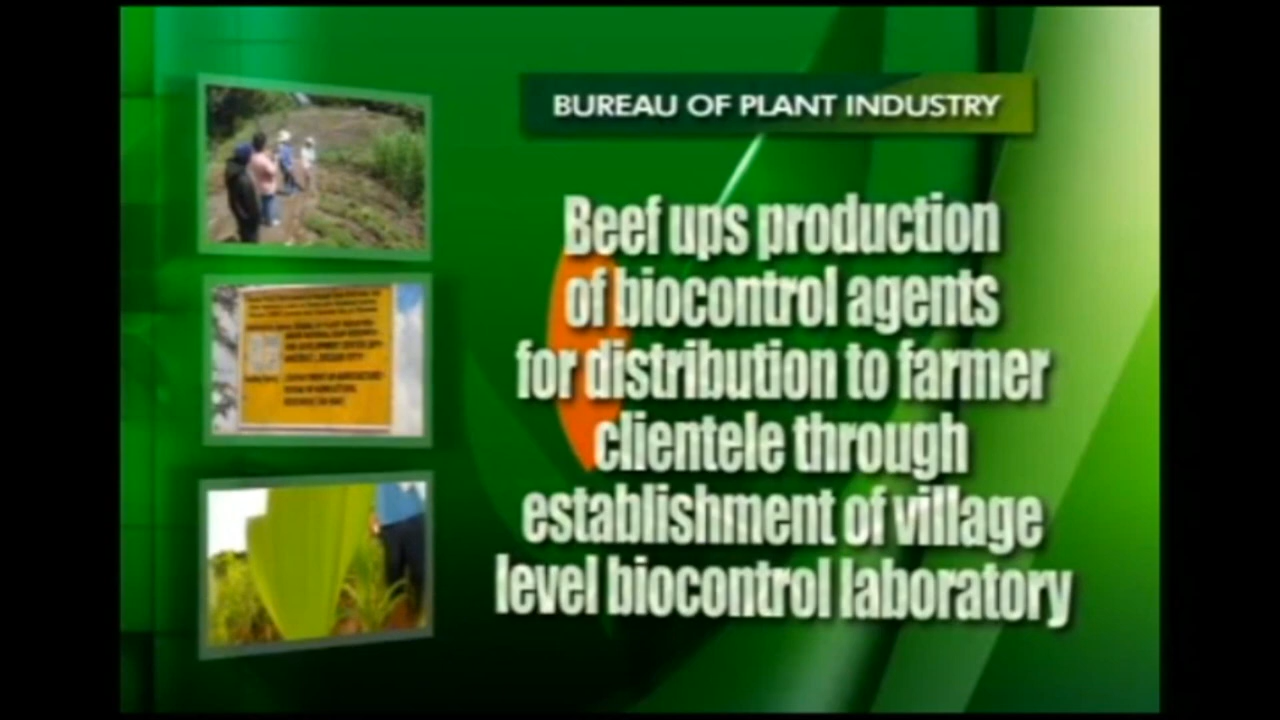 BUREAU OF PLANT INDUSTRY
Beef ups production
of biocontrol agents
for distribution to farmer
clientele through
establishment of village
level biocontrol laboratory